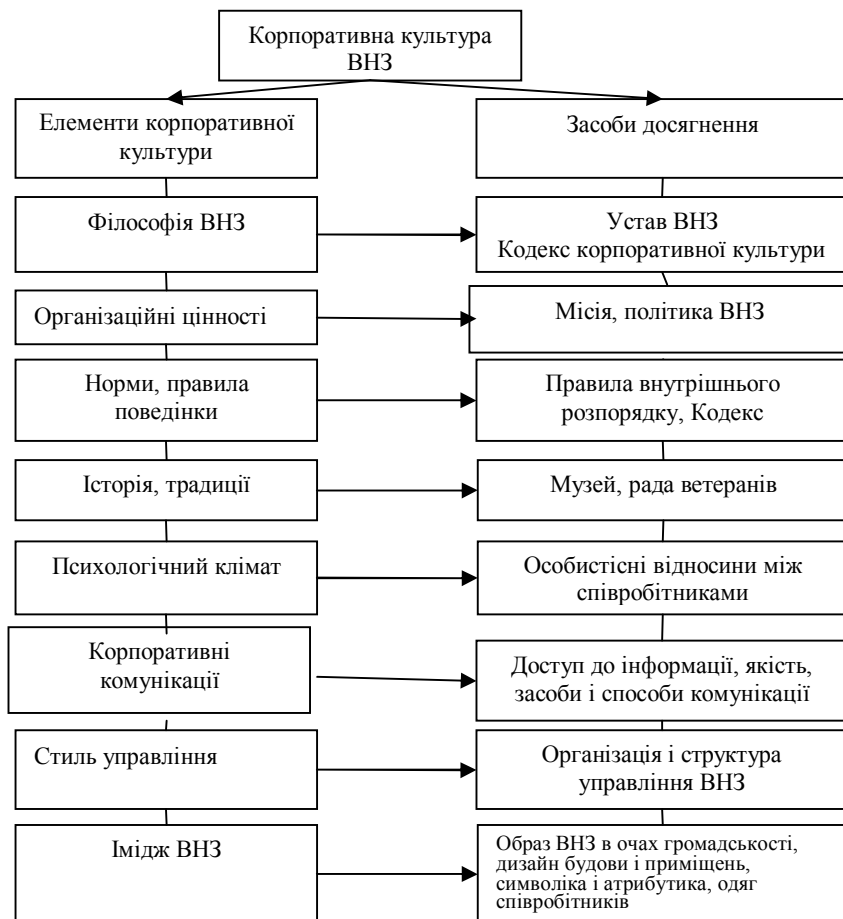 Корпоративна культура
ВНЗ
Елементи корпоративної
культури
Засоби досягнення
Філософія ВНЗ
Устав ВНЗ
Кодекс корпоративної культури
Організаційні цінності
Місія, політика ВНЗ
Норми, правила
поведінки
Правила внутрішнього
розпорядку, Кодекс
Історія, традиції
Музей, рада ветеранів
Психологічний клімат
Особистісні відносини між
співробітниками
Корпоративні
комунікації
Доступ до інформації, якість,
засоби і способи комунікації
Стиль управління
Організація і структура
управління ВНЗ
Імідж ВНЗ
Образ ВНЗ в очах громадськості,
дизайн будови і приміщень,
символіка і атрибутика, одяг
співробітників